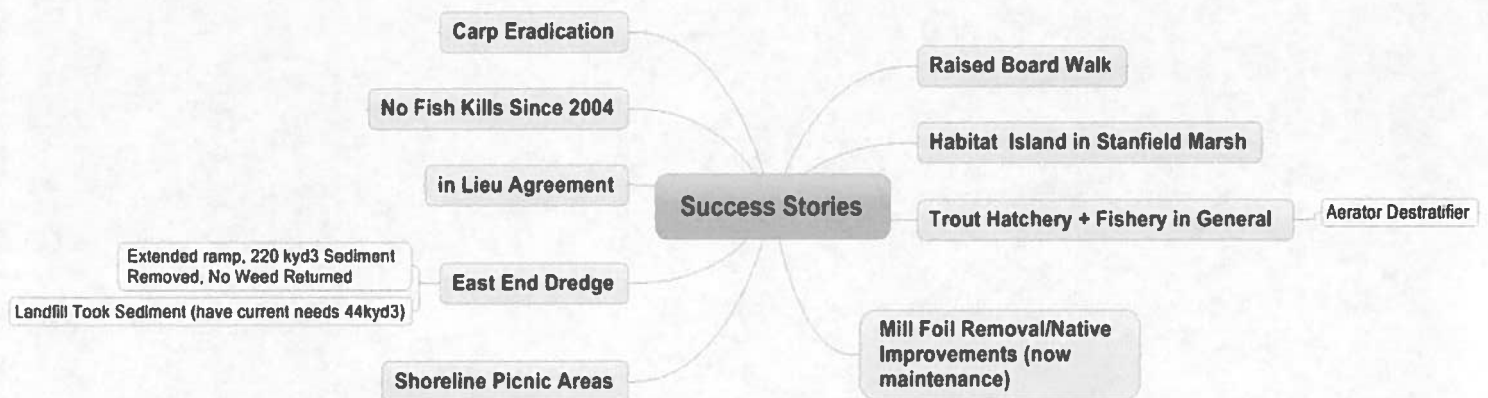 Carp Eradication
No Fish Kills Since 2004
in Lieu Agreement
Extended ramp, 220 kyd3 Sediment
Removed, No Weed Returned
Landfill Took Sediment (have current needs 44kyd3)
East End Dredge
Shoreline Picnic Areas
Success Stories
Raised Board Walk
Habitat Island in Stanfield Marsh
Trout Hatchery + Fishery in General
Aerator Destratifier
Mill Foil Removal/Native
Improvements (now
maintenance)